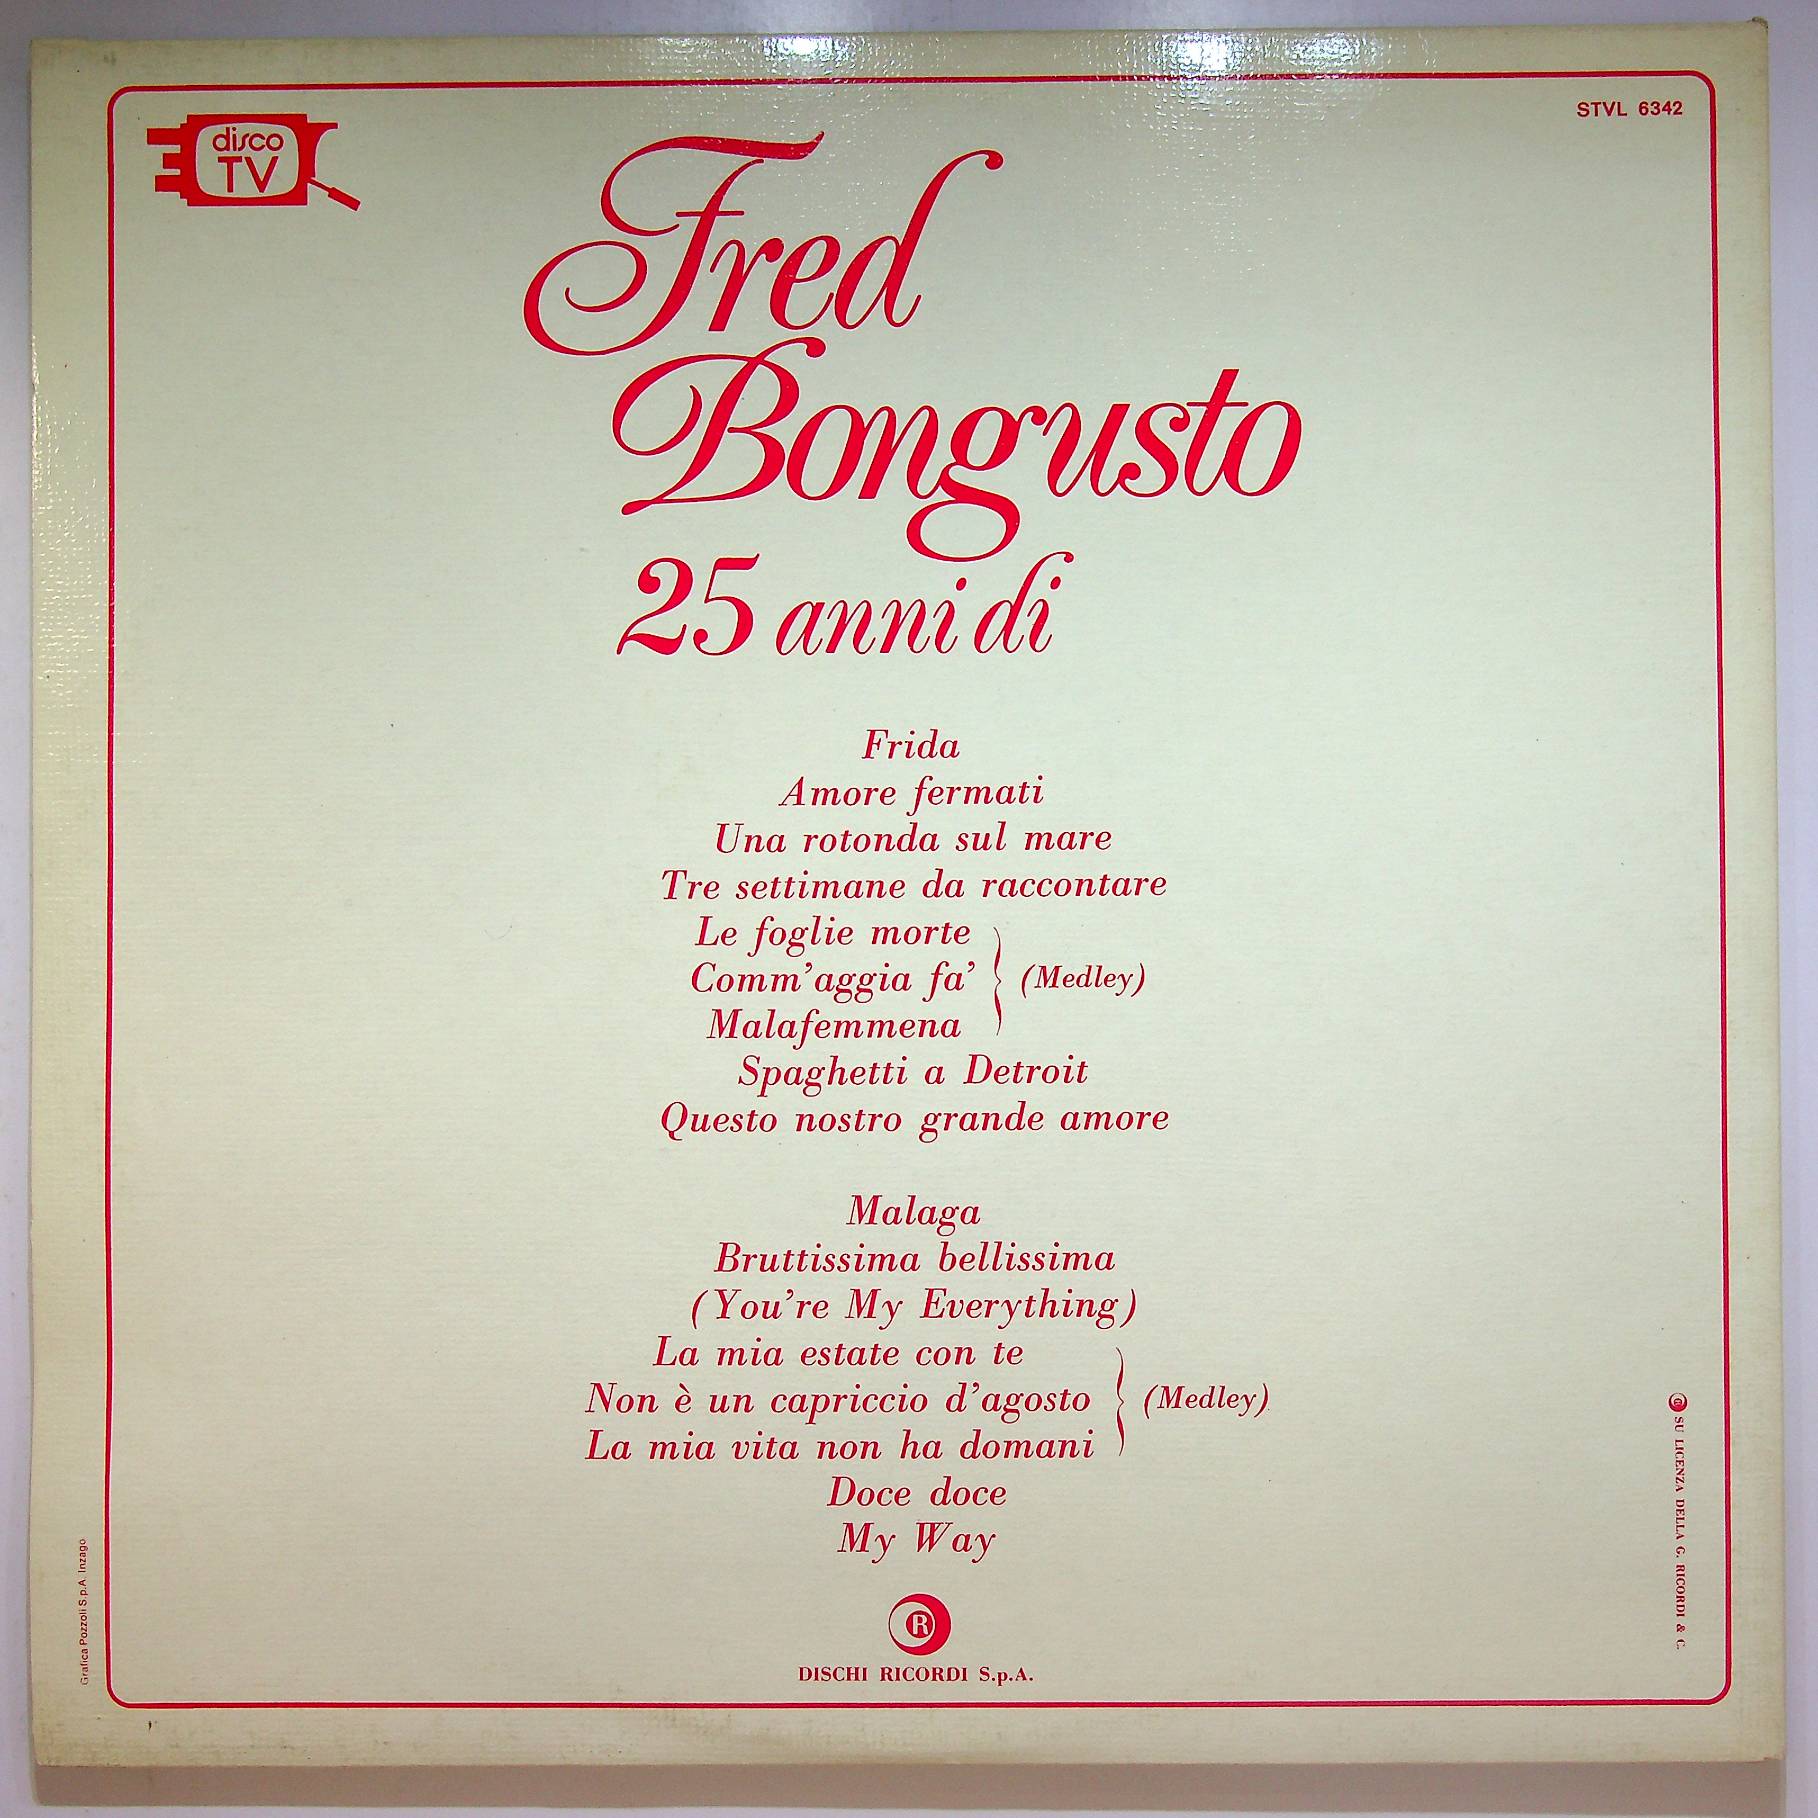 disco
TV
STVL 6342
Fred
Bongusto
25 anni di
Frida
Amore fermati
Una rotonda sul mare
Tre settimane da raccontare
Le foglie morte
Comm'aggia fa' (Medley)
Malafemmena
Spaghetti a Detroit
Questo nostro grande amore
Malaga
Bruttissima bellissima
(You're My Everything)
La mia estate con te
Non è un capriccio d'agosto (Medley)
La mia vita non ha domani
Doce doce
My Way
R
DISCHI RICORDI S.p.A.
SU LICENZA DELLA G. RICORDI & C.
Grafica Pozzoli S.p.A. Inzago